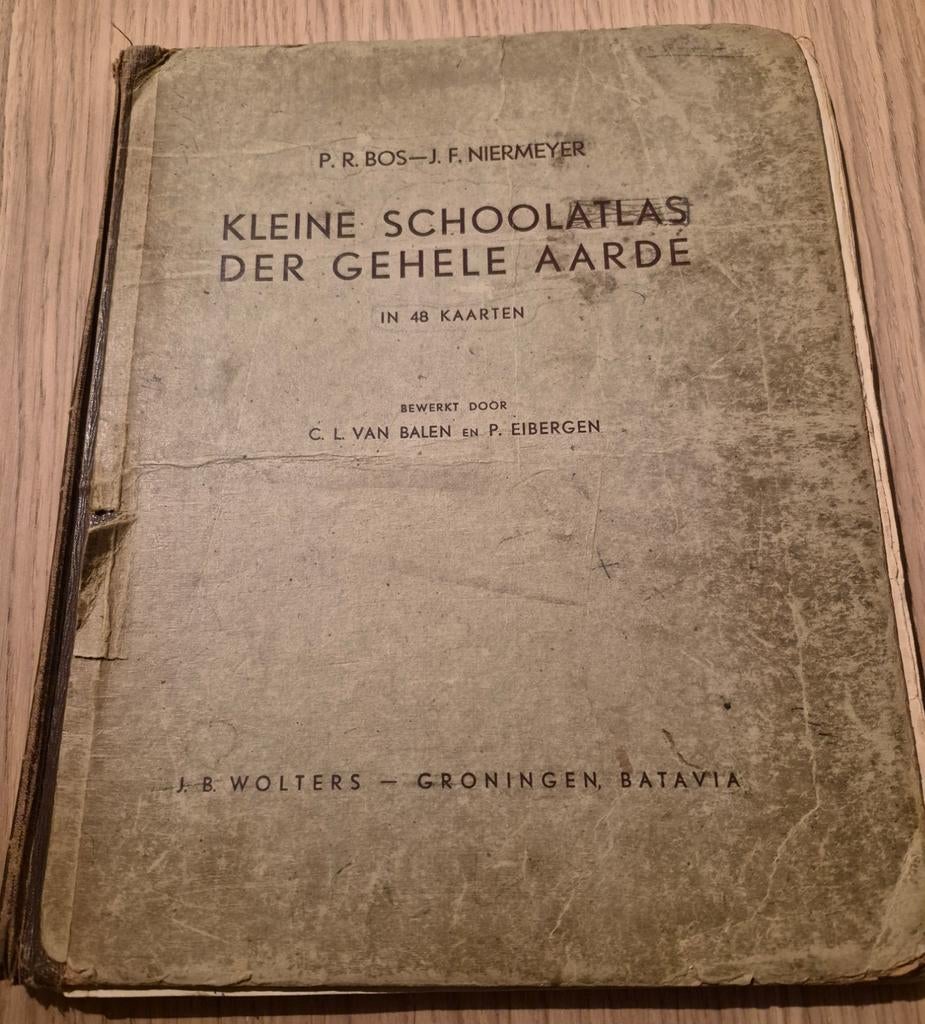 P. R. BOS—J. F. NIERMEYER
KLEINE SCHOOLATLAS
DER GEHELE AARDE
IN 48 KAARTEN
BEWERKT DOOR
C. L. VAN BALEN EN P. EIBERGEN
J. B. WOLTERS — GRONINGEN, BATAVIA